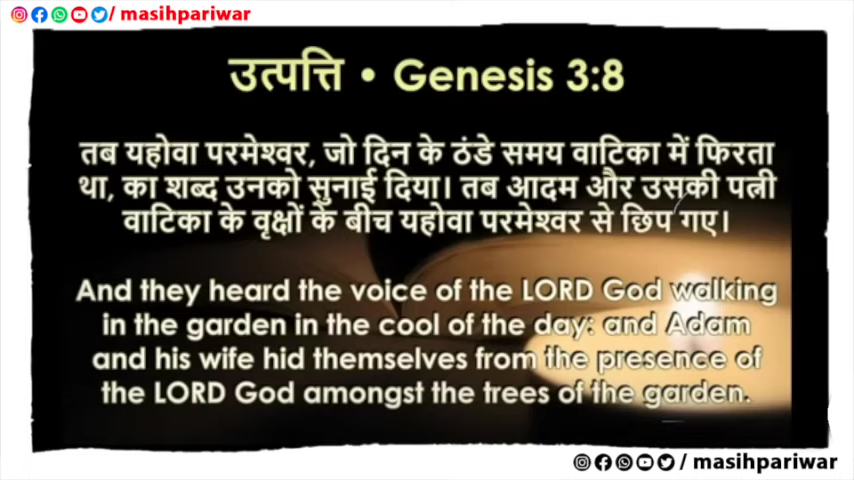 / masihpariwar
उत्पत्ति • Genesis 3:8
तब यहोवा परमेश्वर, जो दिन के ठंडे समय वाटिका में फिरता
था, का शब्द उनको सुनाई दिया। तब आदम और उसकी पत्नी
वाटिका के वृक्षों के बीच यहोवा परमेश्वर से छिप गए।
And they heard the voice of the LORD God walking
in the garden in the cool of the day: and Adam
and his wife hid themselves from the presence of
the LORD God amongst the trees of the garden.
/ masihpariwar